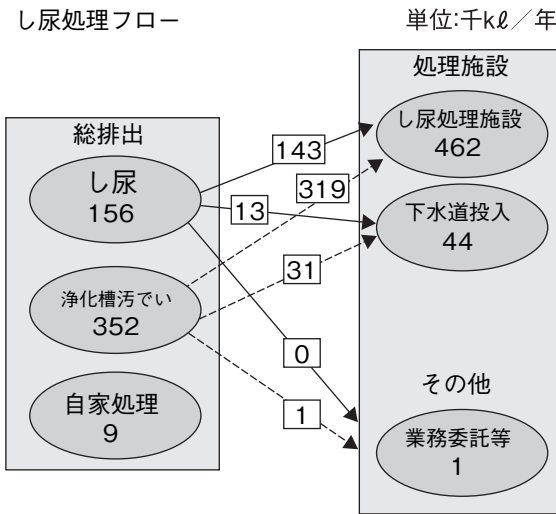 し尿処理フロー
単位:千kℓ／年
処理施設
総排出
し尿
156
浄化槽汚でい
352
自家処理
9
143
319
13
31
0
1
し尿処理施設
462
下水道投入
44
その他
業務委託等
1